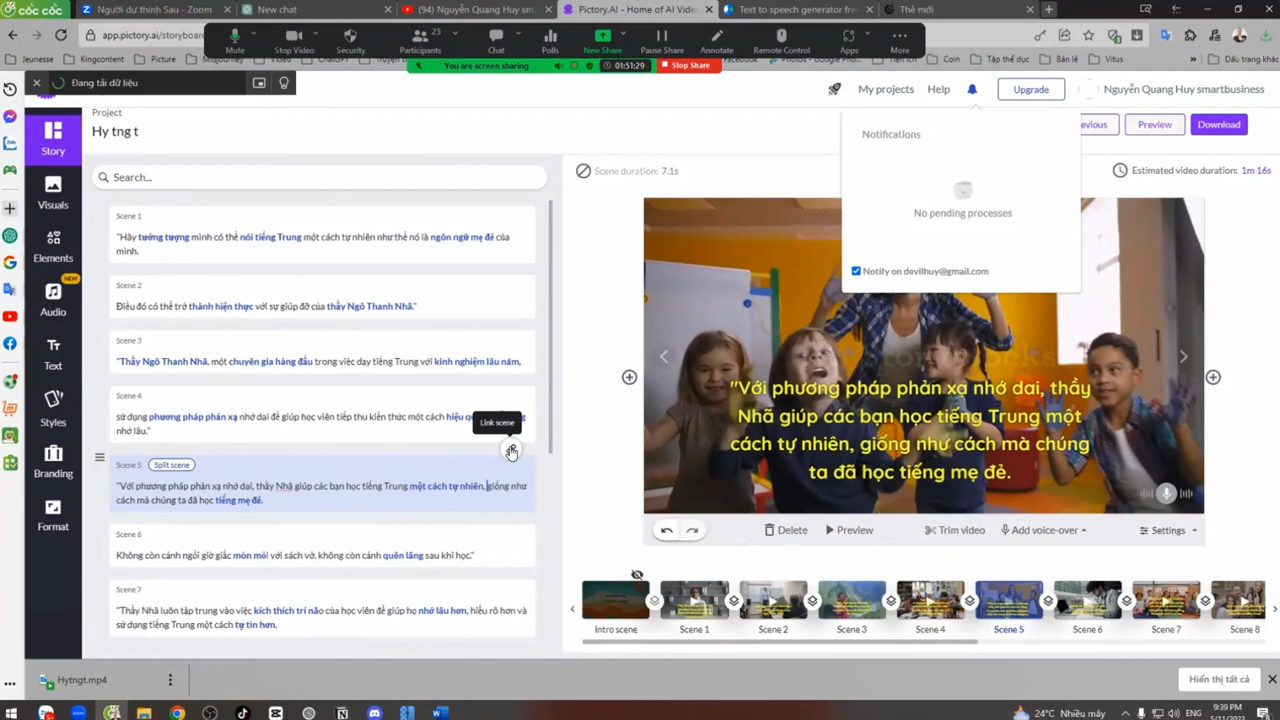 cốc cốc
Người dự thính Sau - Zoom
New chat
(94) Nguyễn Quang Huy smar
Pictory.AI - Home of AI Video
Text to speech generator free
Thẻ mới
app.pictory.ai/storyboard
Mute
Stop Video
Security
Participants
25
Chat
Polls
New Share
Pause Share
Annotate
Remote Control
Apps
More
Jeunesse
Kingcontent
Picture
Coin
Bán lẻ
Vitus
Dấu trang khác
You are screen sharing
01:51:29
Stop Share
Đang tải dữ liệu
My projects
Help
Upgrade
Nguyễn Quang Huy smartbusiness
Project
Hy tng t
Notifications
Preview
Download
Story
Visuals
Elements
NEW
Audio
Text
Styles
Branding
Format
Search...
Scene duration: 7.1s
Estimated video duration: 1m 16s
No pending processes
Notify on devilhuy@gmail.com
Scene 1
"Hãy tưởng tượng mình có thể nói tiếng Trung một cách tự nhiên như thể nó là ngôn ngữ mẹ đẻ của
mình.
Scene 2
Điều đó có thể trở thành hiện thực với sự giúp đỡ của thầy Ngô Thanh Nhã."
Scene 3
"Thầy Ngô Thanh Nhã, một chuyên gia hàng đầu trong việc dạy tiếng Trung với kinh nghiệm lâu năm,
Scene 4
sử dụng phương pháp phản xạ nhớ dai để giúp học viên tiếp thu kiến thức một cách
nhớ lâu."
Link scene
Scene 5
Split scene
"Với phương pháp phản xạ nhớ dai, thầy Nhã giúp các bạn học tiếng Trung một cách tự nhiên, giống như
cách mà chúng ta đã học tiếng mẹ đẻ.
Scene 6
Không còn cảnh ngồi giờ giấc mòn mỏi với sách vở, không còn cảnh quên lãng sau khi học."
Scene 7
"Thầy Nhã luôn tập trung vào việc kích thích trí não của học viên để giúp họ nhớ lâu hơn, hiểu rõ hơn và
sử dụng tiếng Trung một cách tự tin hơn.
"Với phương pháp phản xạ nhớ dai, thầy
Nhã giúp các bạn học tiếng Trung một
cách tự nhiên, giống như cách mà chúng
ta đã học tiếng mẹ đẻ.
Delete
Preview
Trim video
Add voice-over
Settings
Intro scene
Scene 1
Scene 2
Scene 3
Scene 4
Scene 5
Scene 6
Scene 7
Scene 8
Hytngt.mp4
Hiển thị tất cả
24°C Nhiều mây
9:39 PM
5/11/2023